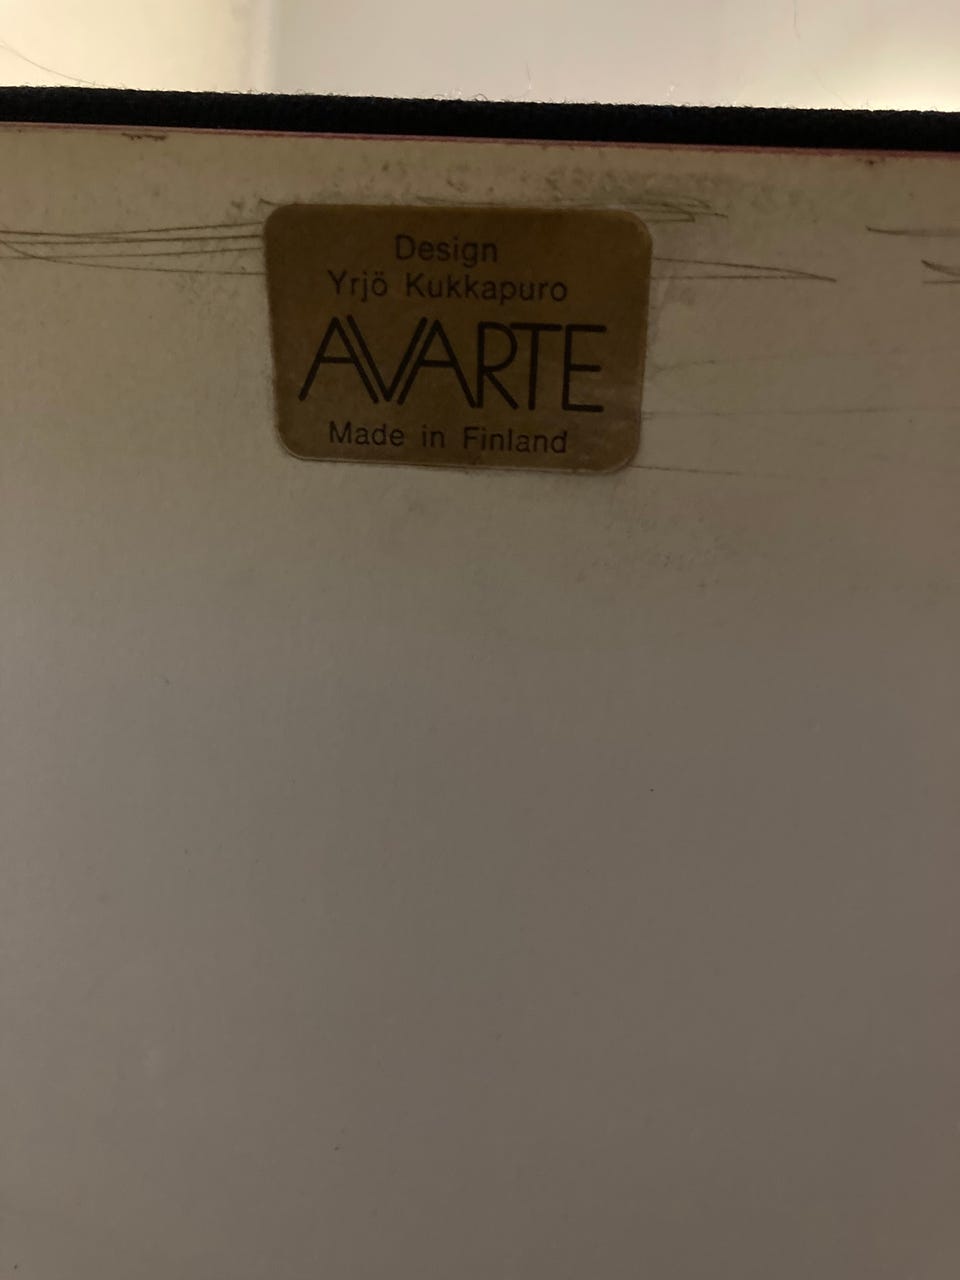 Design
Yrjö Kukkapuro
AVARTE
Made in Finland